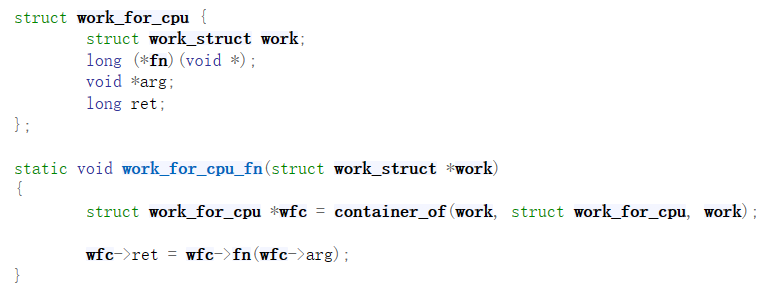 struct work_for_cpu {
        struct work_struct work;
        long (*fn)(void *);
        void *arg;
        long ret;
};

static void work_for_cpu_fn(struct work_struct *work)
{
        struct work_for_cpu *wfc = container_of(work, struct work_for_cpu, work);

        wfc->ret = wfc->fn(wfc->arg);
}